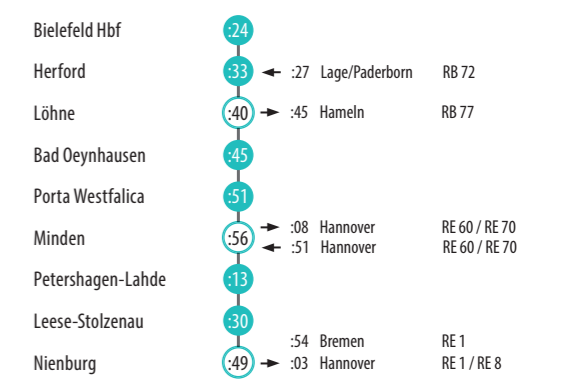 Bielefeld Hbf :24
Herford :33 :27 Lage/Paderborn RB 72
Löhne :40 :45 Hameln RB 77
Bad Oeynhausen :45
Porta Westfalica :51
:08 Hannover RE 60 / RE 70
Minden :56
:51 Hannover RE 60 / RE 70
Petershagen-Lahde :13
Leese-Stolzenau :30
:54 Bremen RE 1
Nienburg :49 :03 Hannover RE 1 / RE 8